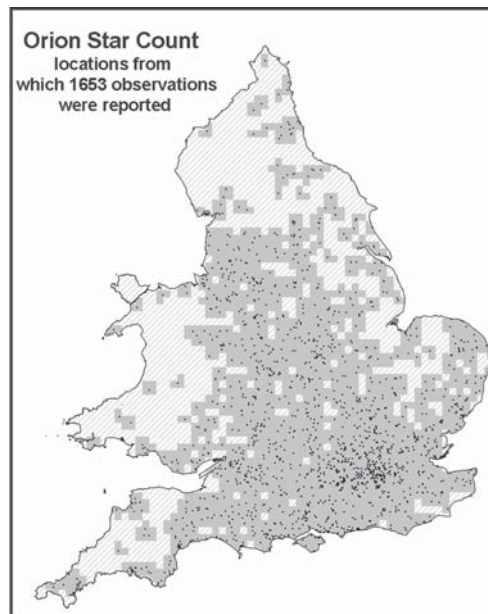 Orion Star Count
locations from
which 1653 observations
were reported